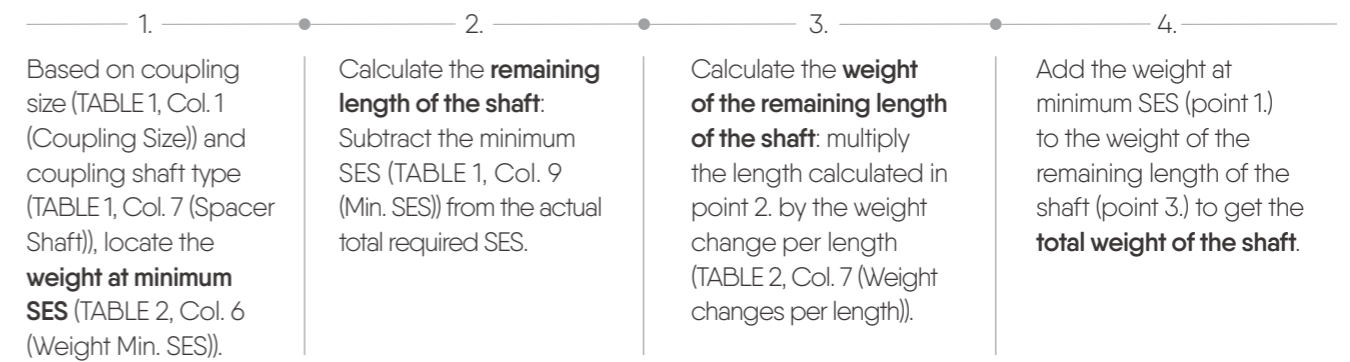 1.
Based on coupling
size (TABLE 1, Col. 1
(Coupling Size)) and
coupling shaft type
(TABLE 1, Col. 7 (Spacer
Shaft)), locate the
weight at minimum
SES (TABLE 2, Col. 6
(Weight Min. SES)).
2.
Calculate the remaining
length of the shaft:
Subtract the minimum
SES (TABLE 1, Col. 9
(Min. SES)) from the actual
total required SES.
3.
Calculate the weight
of the remaining length
of the shaft: multiply
the length calculated in
point 2. by the weight
change per length
(TABLE 2, Col. 7 (Weight
changes per length)).
4.
Add the weight at
minimum SES (point 1.)
to the weight of the
remaining length of the
shaft (point 3.) to get the
total weight of the shaft.